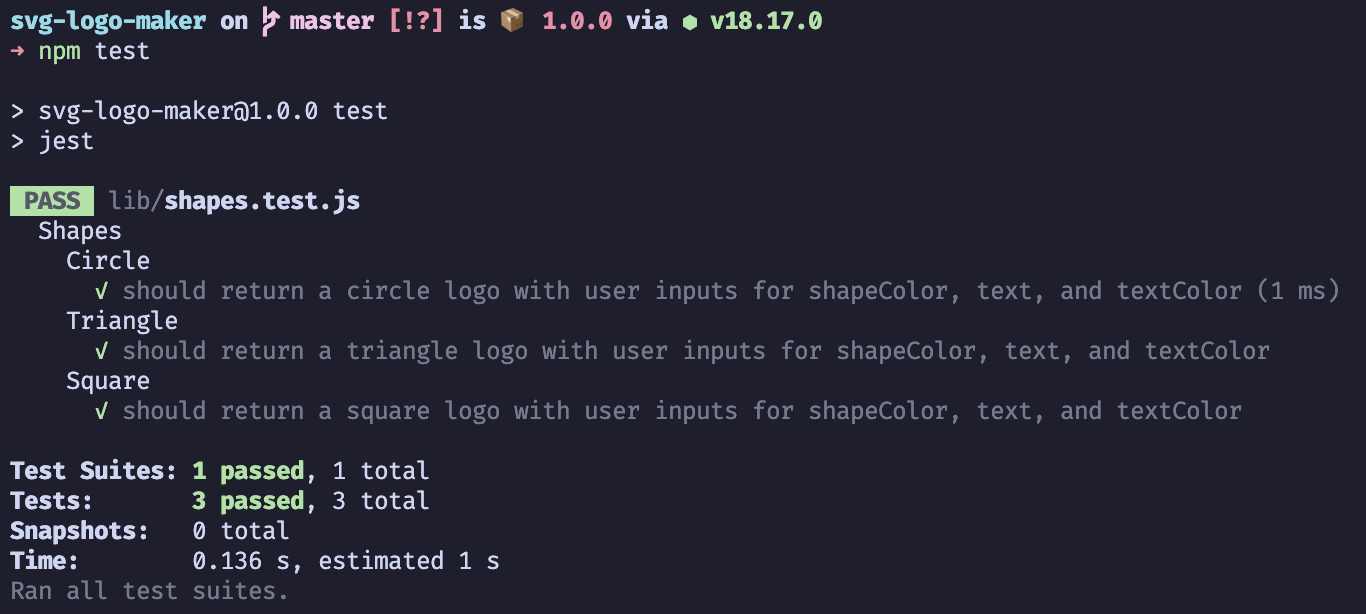 svg-logo-maker on master [!?] is 📦 1.0.0 via ⬢ v18.17.0
→ npm test
> svg-logo-maker@1.0.0 test
> jest
PASS lib/shapes.test.js
Shapes
Circle
√ should return a circle logo with user inputs for shapeColor, text, and textColor (1 ms)
Triangle
√ should return a triangle logo with user inputs for shapeColor, text, and textColor
Square
√ should return a square logo with user inputs for shapeColor, text, and textColor
Test Suites: 1 passed, 1 total
Tests: 3 passed, 3 total
Snapshots: 0 total
Time: 0.136 s, estimated 1 s
Ran all test suites.